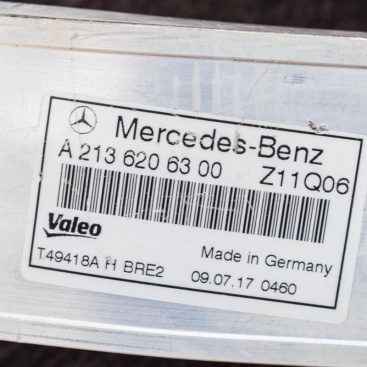 Mercedes-Benz
A 213 620 63 00 Z11Q06
Valeo
Made in Germany
T49418A H BRE2
09.07.17 0460